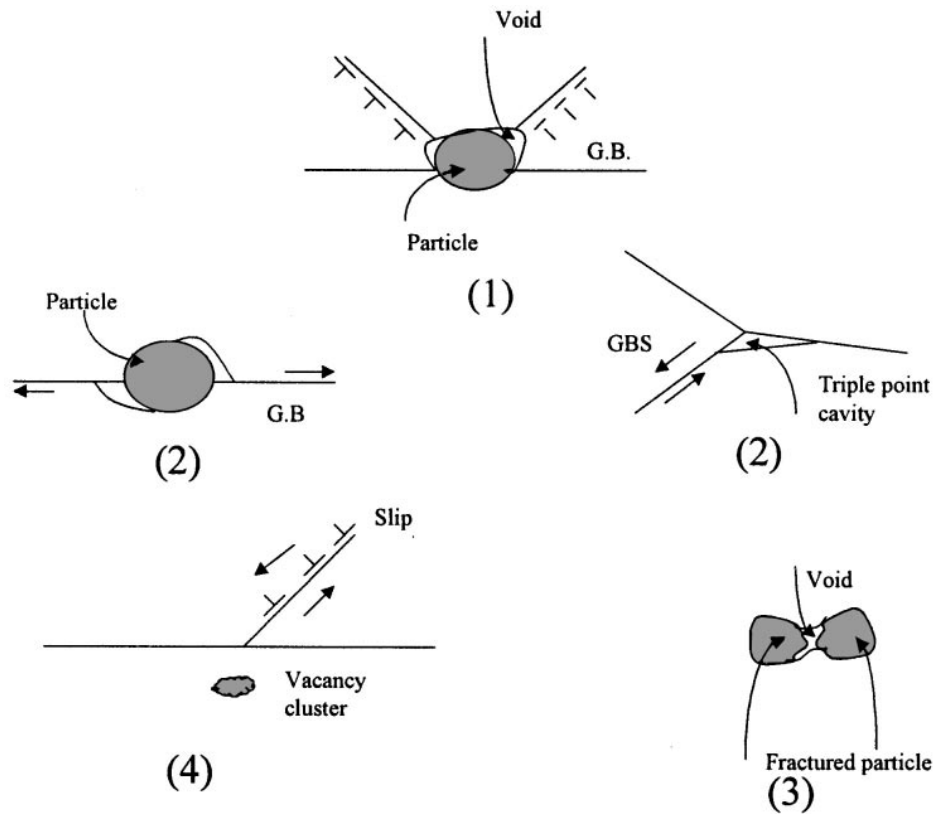 Void
G.B.
Particle
(1)
Particle
G.B
(2)
GBS
Triple point
cavity
(2)
Slip
Vacancy
cluster
(4)
Void
Fractured particle
(3)